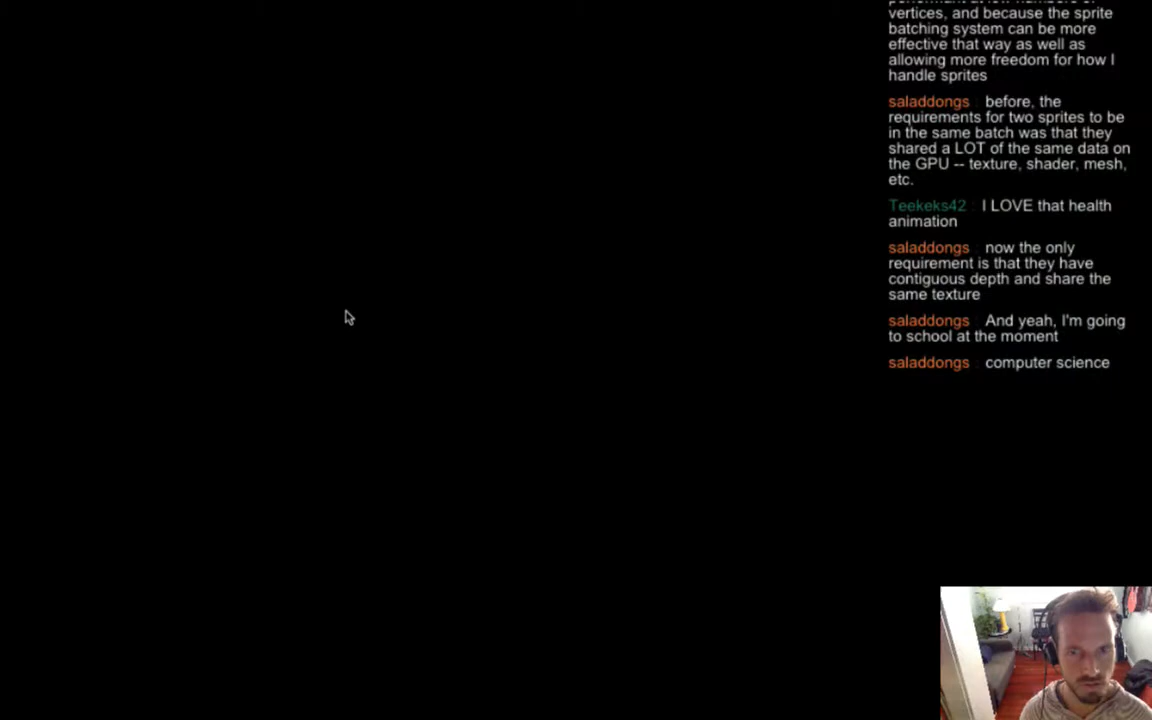 vertices, and because the sprite
batching system can be more
effective that way as well as
allowing more freedom for how I
handle sprites
saladdongs : before, the
requirements for two sprites to be
in the same batch was that they
shared a LOT of the same data on
the GPU -- texture, shader, mesh,
etc.
Teekeks42 : I LOVE that health
animation
saladdongs : now the only
requirement is that they have
contiguous depth and share the
same texture
saladdongs : And yeah, I'm going
to school at the moment
saladdongs : computer science